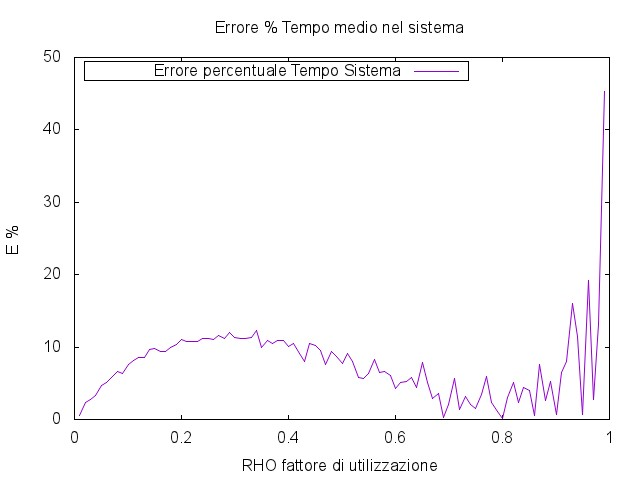 Errore % Tempo medio nel sistema
Errore percentuale Tempo Sistema
50
40
30
20
10
0
E %
0 0.2 0.4 0.6 0.8 1
RHO fattore di utilizzazione